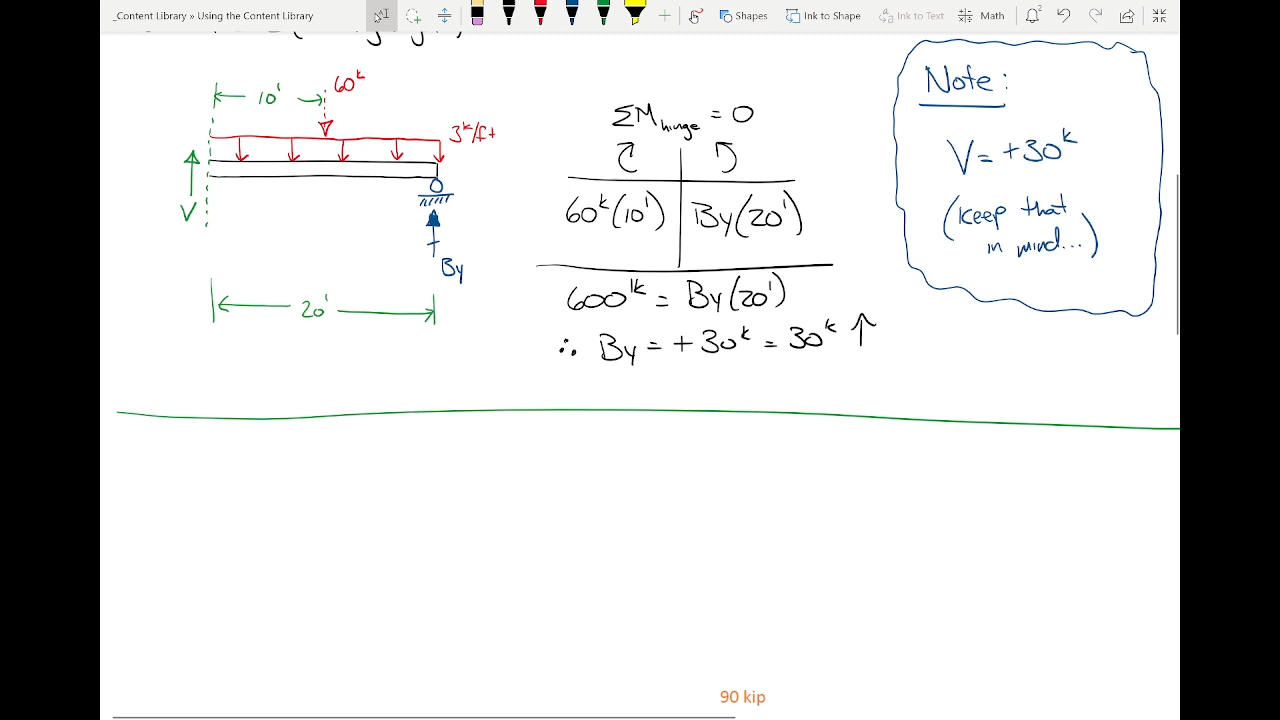 _Content Library » Using the Content Library
Shapes
Ink to Shape
Ink to Text
Math
60k
10'
3k/ft
V
By
20'
ΣMhinge = 0
60k(10') By(20')
600'k = By(20')
∴ By = +30k = 30k ↑
Note:
V = +30k
(keep that
in mind...)
90 kip